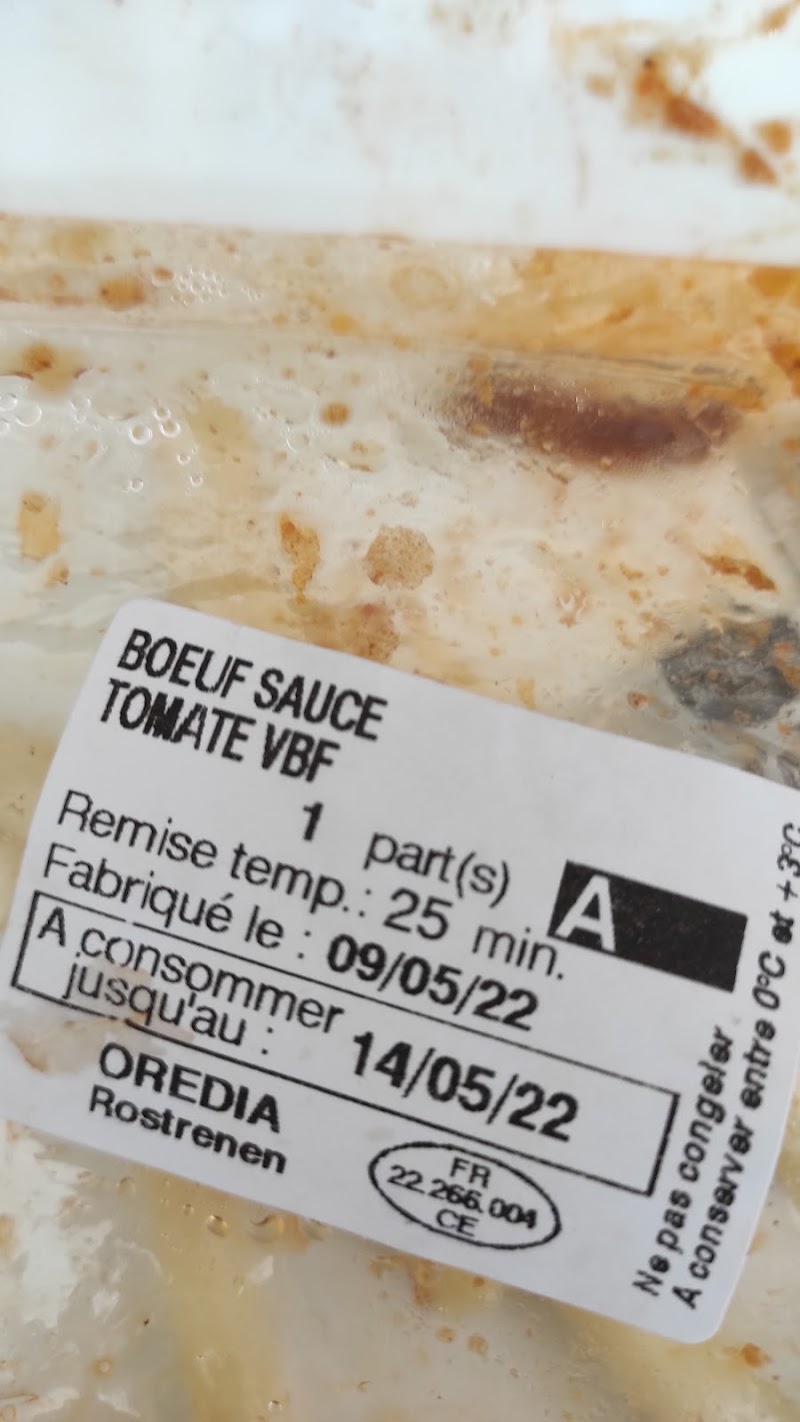 BOEUF SAUCE
TOMATE VBF
1 part(s)
Remise temp.: 25 min.
A
Fabriqué le : 09/05/22
A consommer
jusqu'au : 14/05/22
OREDIA
Rostrenen
FR
22.266.004
CE
Ne pas congeler
A conserver entre 0°C et +3°C